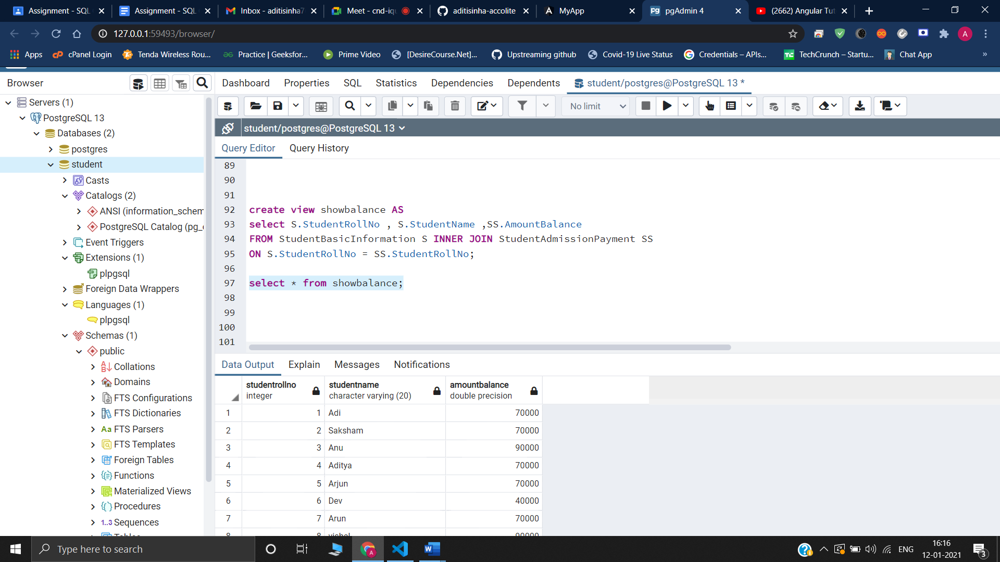 Assignment - SQL
Assignment - SQL
Inbox - aditisinha7
Meet - cnd-iqu
aditisinha-accolite
MyApp
pgAdmin 4
(2662) Angular Tut
127.0.0.1:59493/browser/
A
Apps
cPanel Login
Tenda Wireless Rou...
Practice | Geeksfor...
Prime Video
[DesireCourse.Net]...
Upstreaming github
Covid-19 Live Status
Credentials – APIs...
TechCrunch – Startu...
Chat App
»
Browser
Dashboard
Properties
SQL
Statistics
Dependencies
Dependents
student/postgres@PostgreSQL 13 *
No limit
student/postgres@PostgreSQL 13
Query Editor
Query History
Servers (1)
PostgreSQL 13
Databases (2)
postgres
student
Casts
Catalogs (2)
ANSI (information_schem
PostgreSQL Catalog (pg_
Event Triggers
Extensions (1)
plpgsql
Foreign Data Wrappers
Languages (1)
plpgsql
Schemas (1)
public
Collations
Domains
FTS Configurations
FTS Dictionaries
Aa FTS Parsers
FTS Templates
Foreign Tables
Functions
Materialized Views
Procedures
1..3 Sequences
Tables
89
90
91
92 create view showbalance AS
93 select S.StudentRollNo , S.StudentName ,SS.AmountBalance
94 FROM StudentBasicInformation S INNER JOIN StudentAdmissionPayment SS
95 ON S.StudentRollNo = SS.StudentRollNo;
96
97 select * from showbalance;
98
99
100
101
Data Output
Explain
Messages
Notifications
studentrollno integer
studentname character varying (20)
amountbalance double precision
1 1 Adi 70000
2 2 Saksham 70000
3 3 Anu 90000
4 4 Aditya 70000
5 5 Arjun 70000
6 6 Dev 40000
7 7 Arun 70000
8 8 vishal 90000
Type here to search
ENG
16:16
12-01-2021
3